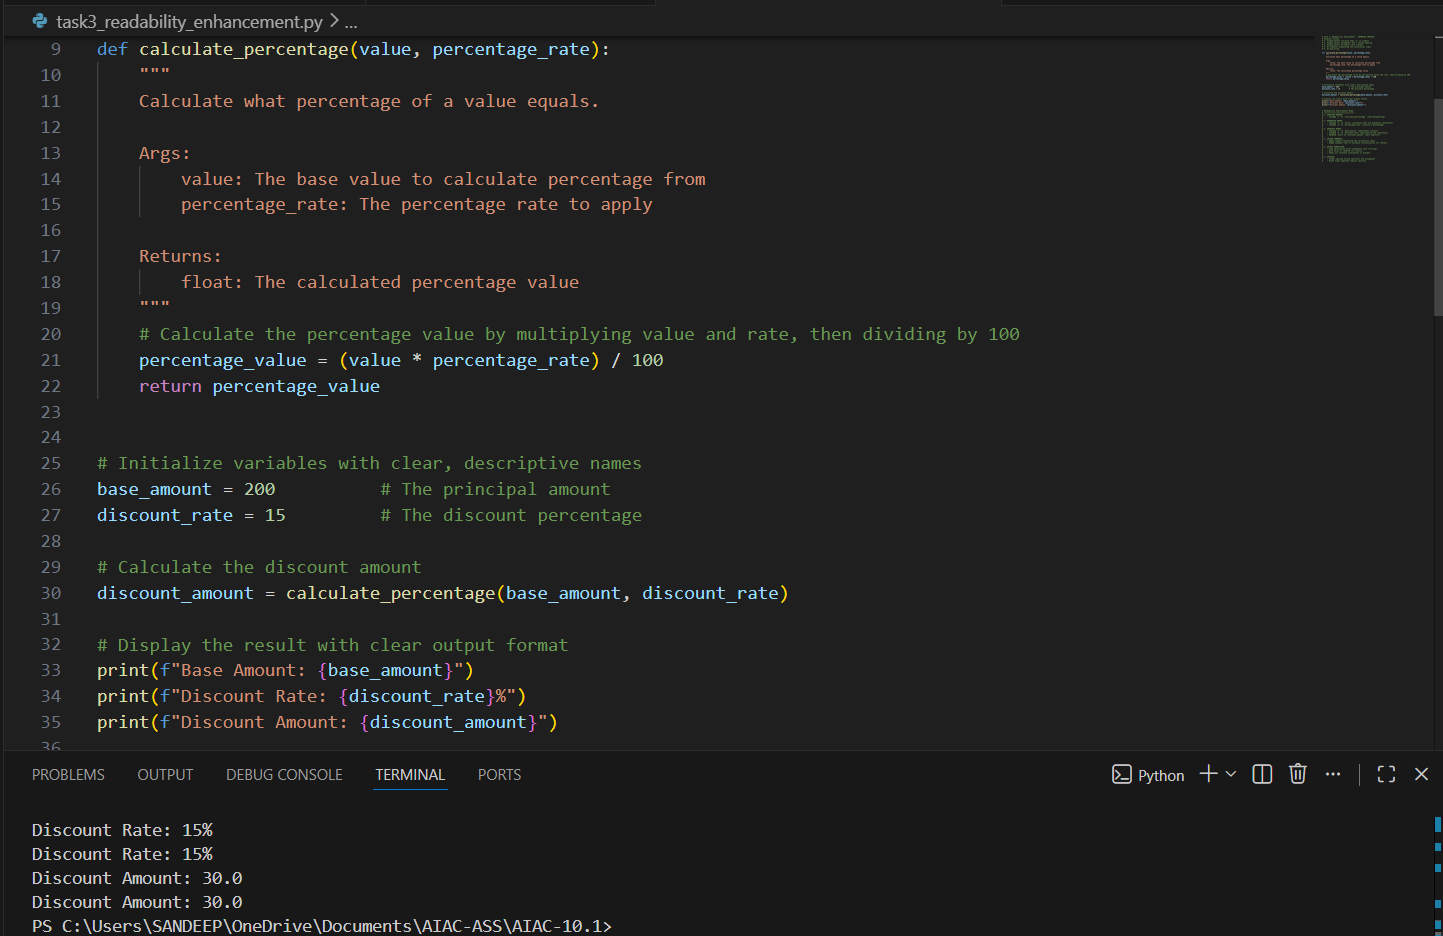 task3_readability_enhancement.py > ...
9 def calculate_percentage(value, percentage_rate):
10 """
11 Calculate what percentage of a value equals.
12
13 Args:
14 value: The base value to calculate percentage from
15 percentage_rate: The percentage rate to apply
16
17 Returns:
18 float: The calculated percentage value
19 """
20 # Calculate the percentage value by multiplying value and rate, then dividing by 100
21 percentage_value = (value * percentage_rate) / 100
22 return percentage_value
23
24
25 # Initialize variables with clear, descriptive names
26 base_amount = 200 # The principal amount
27 discount_rate = 15 # The discount percentage
28
29 # Calculate the discount amount
30 discount_amount = calculate_percentage(base_amount, discount_rate)
31
32 # Display the result with clear output format
33 print(f"Base Amount: {base_amount}")
34 print(f"Discount Rate: {discount_rate}%")
35 print(f"Discount Amount: {discount_amount}")
36
PROBLEMS OUTPUT DEBUG CONSOLE TERMINAL PORTS Python
Discount Rate: 15%
Discount Rate: 15%
Discount Amount: 30.0
Discount Amount: 30.0
PS C:\Users\SANDEEP\OneDrive\Documents\AIAC-ASS\AIAC-10.1>